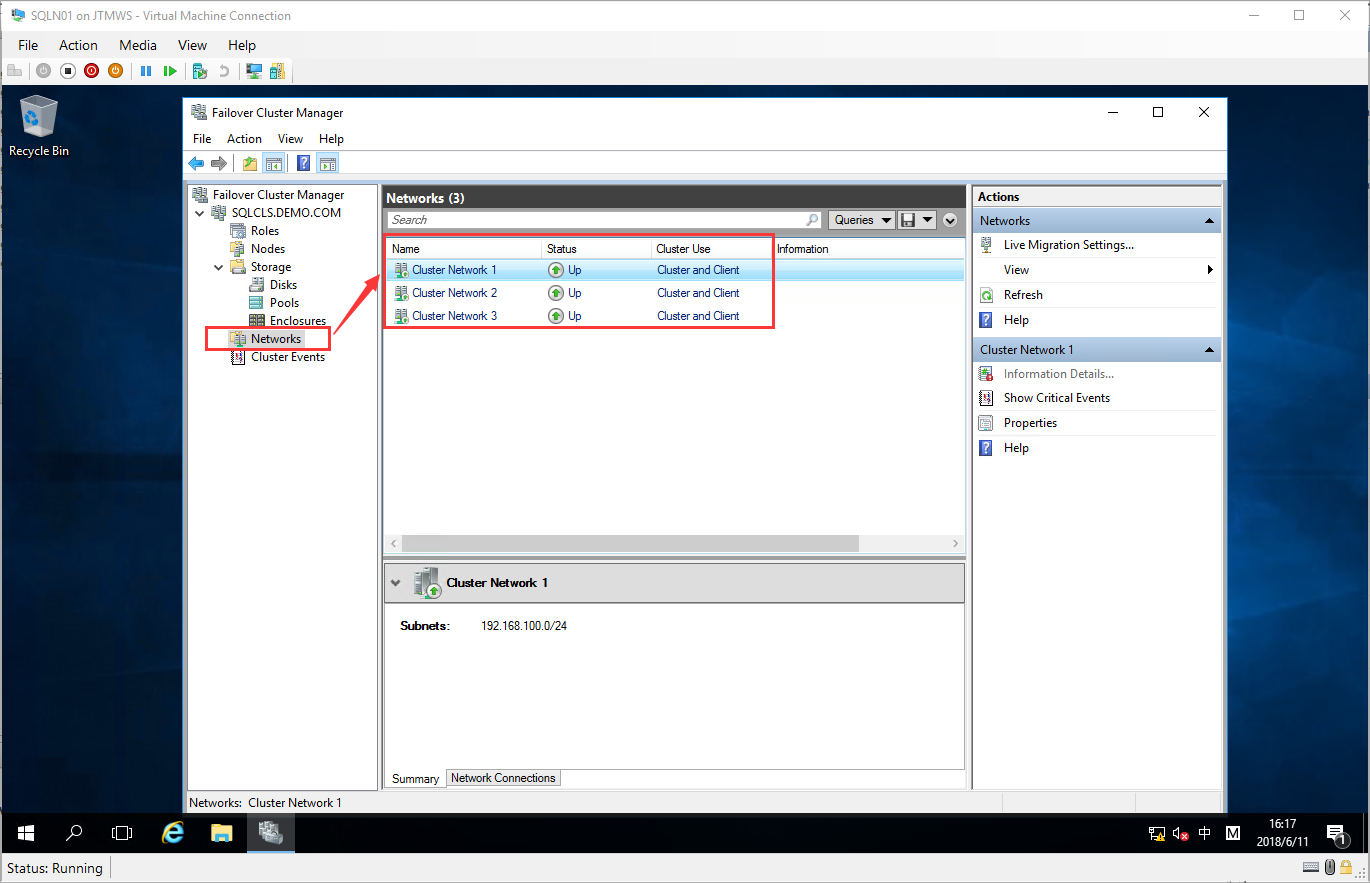 SQLN01 on JTMWS - Virtual Machine Connection
File Action Media View Help
Recycle Bin
Failover Cluster Manager
File Action View Help
Failover Cluster Manager
SQLCLS.DEMO.COM
Roles
Nodes
Storage
Disks
Pools
Enclosures
Networks
Cluster Events
Networks (3)
Search
Queries
Name Status Cluster Use Information
Cluster Network 1 Up Cluster and Client
Cluster Network 2 Up Cluster and Client
Cluster Network 3 Up Cluster and Client
Cluster Network 1
Subnets: 192.168.100.0/24
Summary Network Connections
Actions
Networks
Live Migration Settings...
View
Refresh
Help
Cluster Network 1
Information Details...
Show Critical Events
Properties
Help
Networks: Cluster Network 1
中 M
16:17
2018/6/11
1
Status: Running